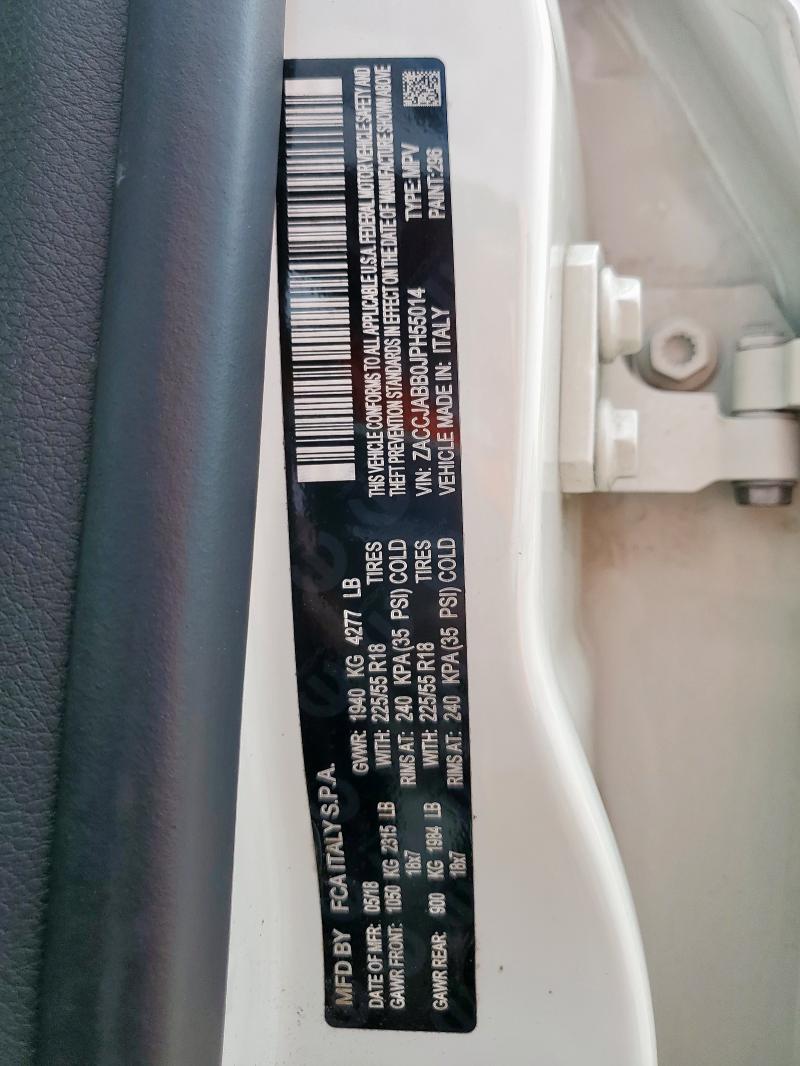 MFD BY FCA ITALY S.P.A.
DATE OF MFR: 05/18 GVWR: 1940 KG 4277 LB
GAWR FRONT: 1050 KG 2315 LB WITH: 225/55 R18 TIRES
18x7 RIMS AT: 240 KPA(35 PSI) COLD
GAWR REAR: 900 KG 1984 LB WITH: 225/55 R18 TIRES
18x7 RIMS AT: 240 KPA(35 PSI) COLD
THIS VEHICLE CONFORMS TO ALL APPLICABLE U.S.A. FEDERAL MOTOR VEHICLE SAFETY AND
THEFT PREVENTION STANDARDS IN EFFECT ON THE DATE OF MANUFACTURE SHOWN ABOVE
VIN: ZACCJABB0JPH55014 TYPE:MPV
VEHICLE MADE IN: ITALY PAINT:296